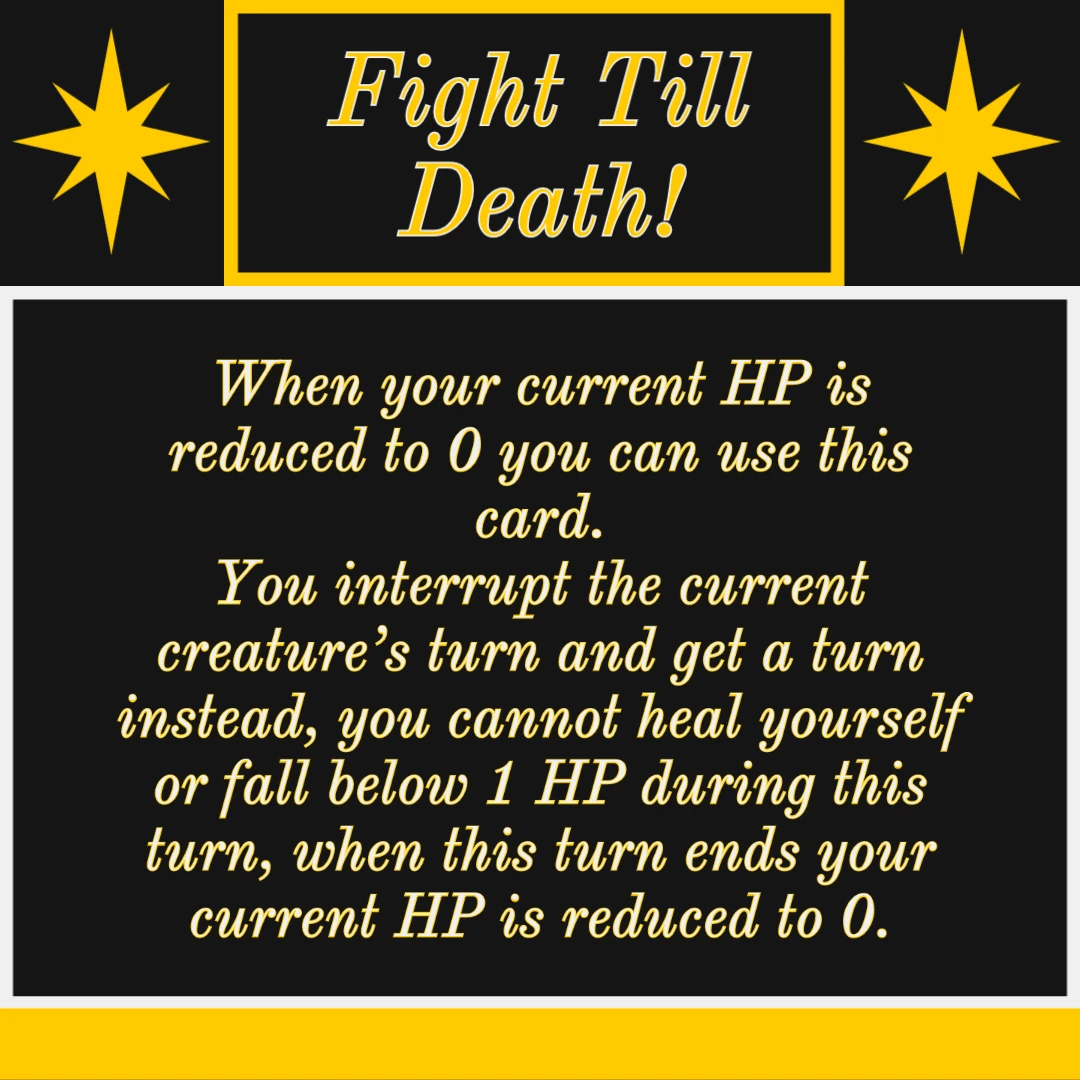 Fight Till
Death!
When your current HP is
reduced to 0 you can use this
card.
You interrupt the current
creature’s turn and get a turn
instead, you cannot heal yourself
or fall below 1 HP during this
turn, when this turn ends your
current HP is reduced to 0.